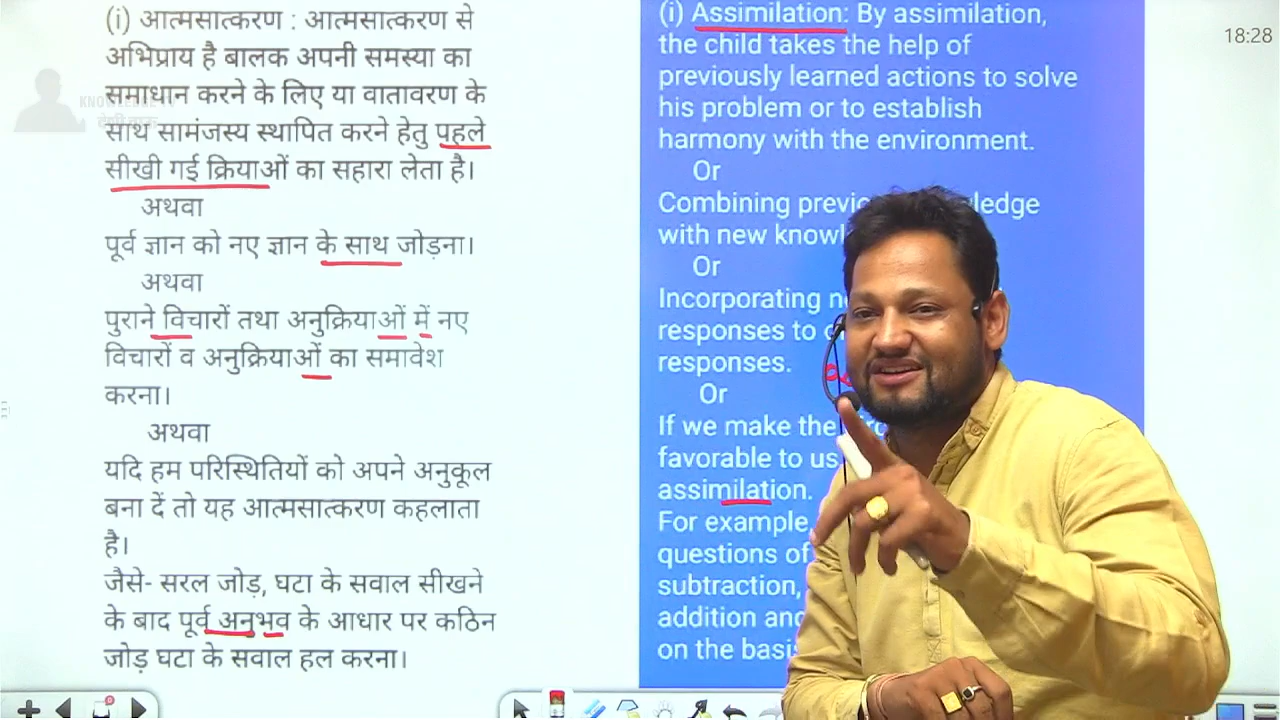 (i) आत्मसात्करण : आत्मसात्करण से
अभिप्राय है बालक अपनी समस्या का
समाधान करने के लिए या वातावरण के
साथ सामंजस्य स्थापित करने हेतु पहले
सीखी गई क्रियाओं का सहारा लेता है।
अथवा
पूर्व ज्ञान को नए ज्ञान के साथ जोड़ना।
अथवा
पुराने विचारों तथा अनुक्रियाओं में नए
विचारों व अनुक्रियाओं का समावेश
करना।
अथवा
यदि हम परिस्थितियों को अपने अनुकूल
बना दें तो यह आत्मसात्करण कहलाता
है।
जैसे- सरल जोड़, घटा के सवाल सीखने
के बाद पूर्व अनुभव के आधार पर कठिन
जोड़ घटा के सवाल हल करना।
(i) Assimilation: By assimilation,
the child takes the help of
previously learned actions to solve
his problem or to establish
harmony with the environment.
Or
Combining
with new
Or
Incorporating
responses to
responses.
Or
If we make the
favorable to us
assimilation.
For example,
questions of
subtraction,
addition and
on the
18:28